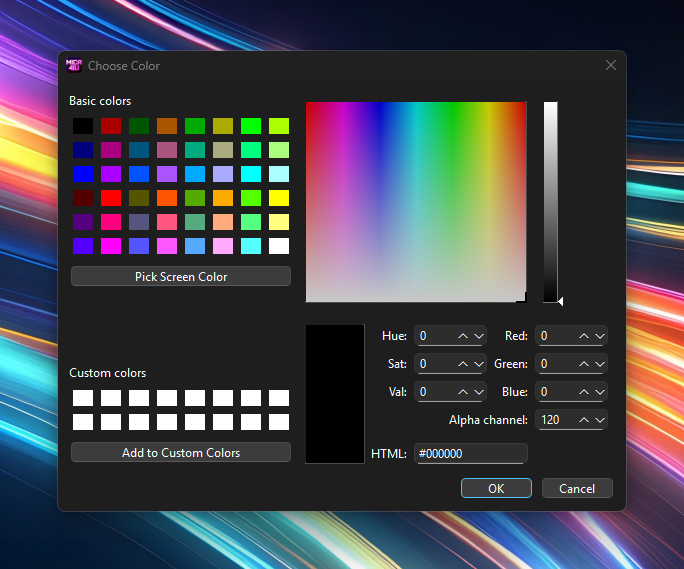 MICA
4U
Choose Color
Basic colors
Pick Screen Color
Custom colors
Add to Custom Colors
Hue: 0 Red: 0
Sat: 0 Green: 0
Val: 0 Blue: 0
Alpha channel: 120
HTML: #000000
OK Cancel